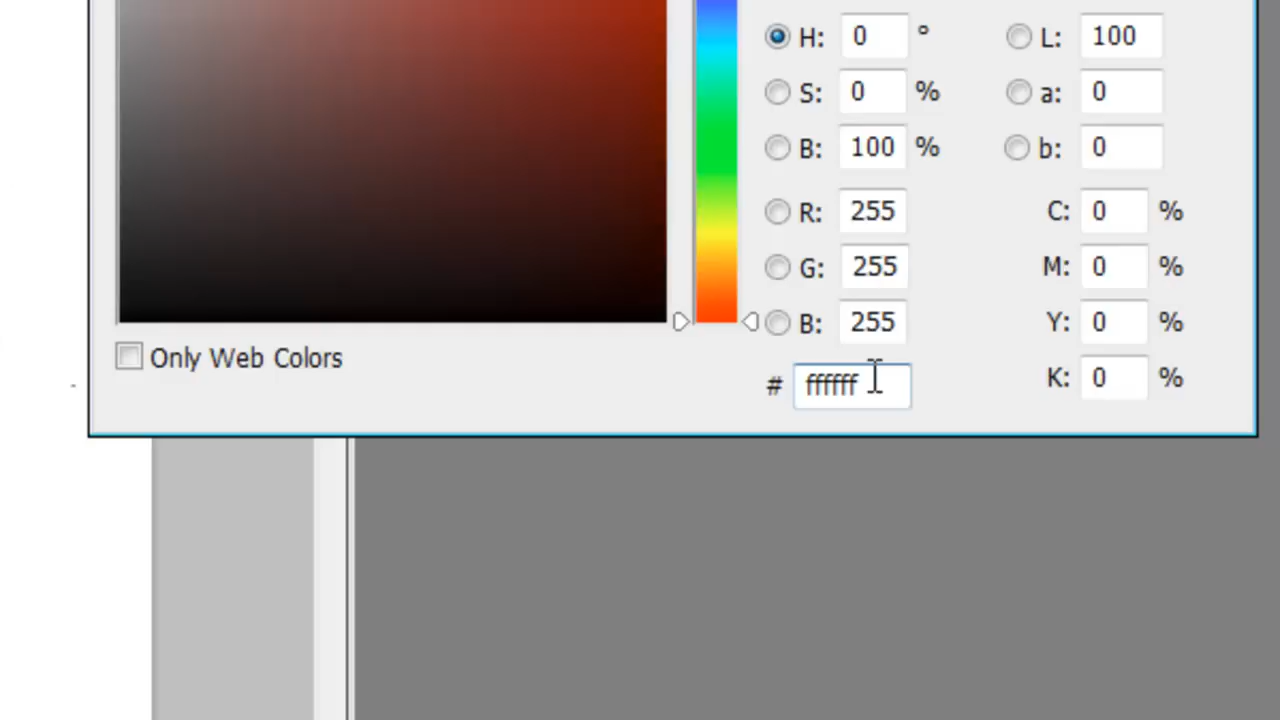 H: 0 ° L: 100
S: 0 % a: 0
B: 100 % b: 0
R: 255 C: 0 %
G: 255 M: 0 %
B: 255 Y: 0 %
Only Web Colors
# ffffff K: 0 %